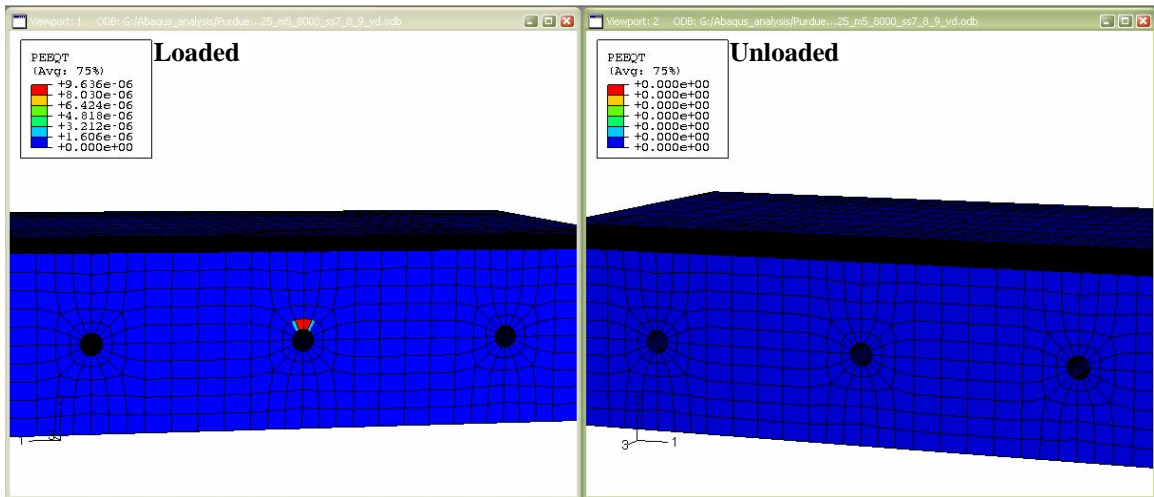 Viewport: 1 ODB: G:/Abaqus_analysis/Purdue...25_m5_8000_ss7_8_9_vd.odb
Loaded
PEEQT
(Avg: 75%)
+9.636e-06
+8.030e-06
+6.424e-06
+4.818e-06
+3.212e-06
+1.606e-06
+0.000e+00
1
Viewport: 2 ODB: G:/Abaqus_analysis/Purdue...25_m5_8000_ss7_8_9_vd.odb
Unloaded
PEEQT
(Avg: 75%)
+0.000e+00
+0.000e+00
+0.000e+00
+0.000e+00
+0.000e+00
+0.000e+00
+0.000e+00
3
1